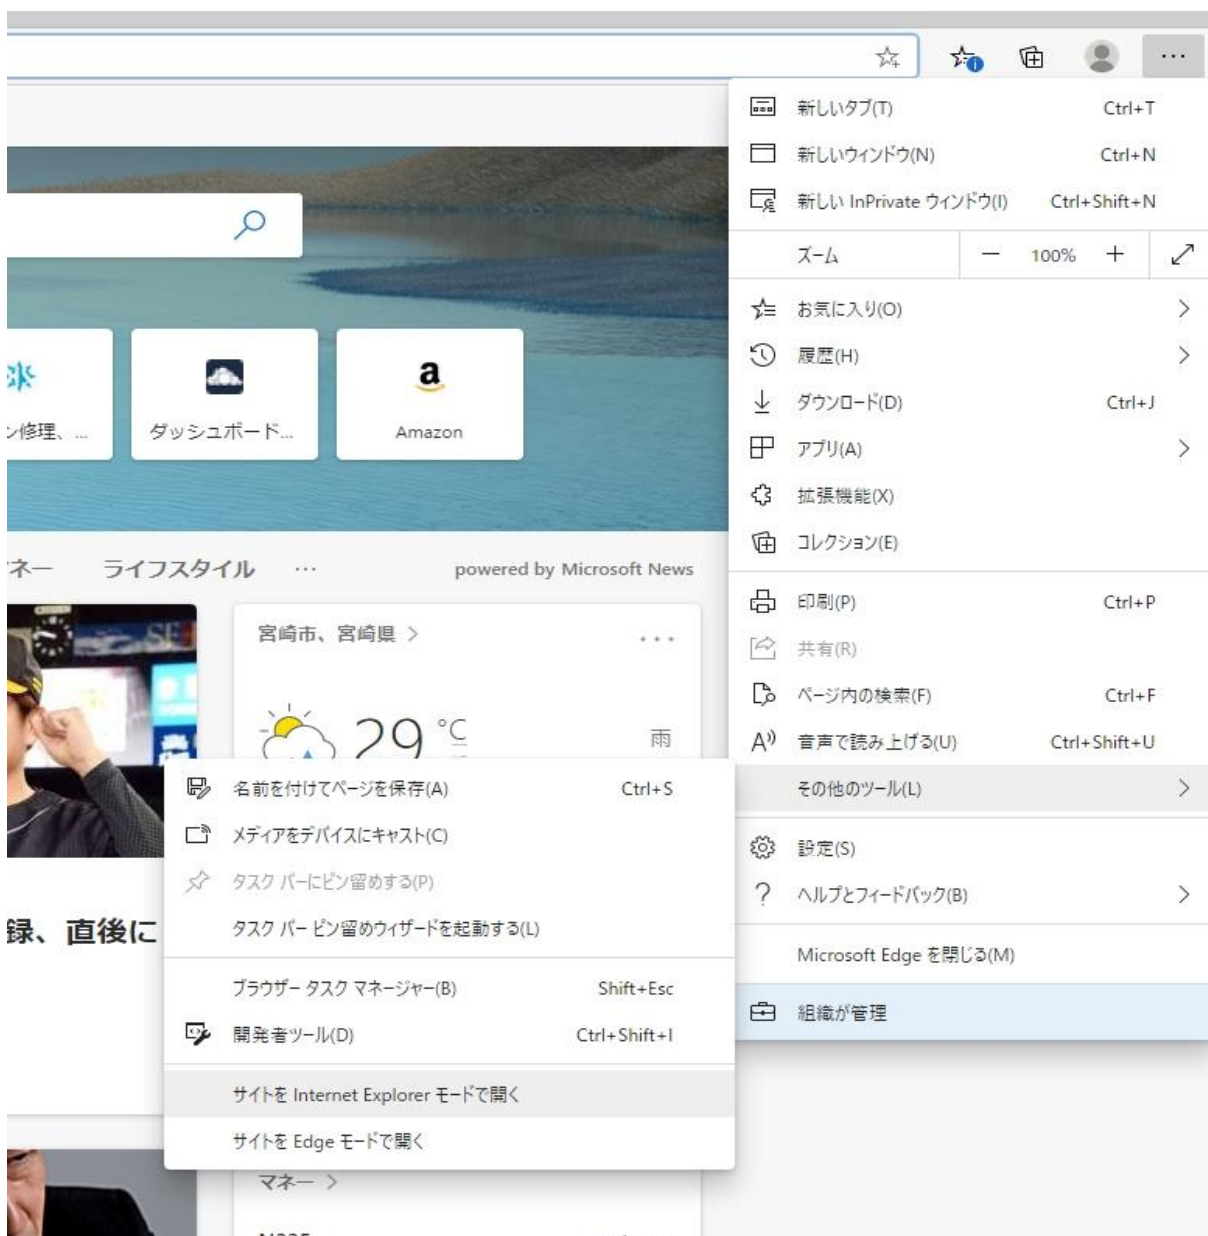 新しいタブ(T) Ctrl+T
新しいウィンドウ(N) Ctrl+N
新しい InPrivate ウィンドウ(I) Ctrl+Shift+N
ズーム — 100% +
お気に入り(O)
履歴(H)
ダウンロード(D) Ctrl+J
アプリ(A)
拡張機能(X)
コレクション(E)
印刷(P) Ctrl+P
共有(R)
ページ内の検索(F) Ctrl+F
音声で読み上げる(U) Ctrl+Shift+U
その他のツール(L)
設定(S)
ヘルプとフィードバック(B)
Microsoft Edge を閉じる(M)
組織が管理
ン修理、...
ダッシュボード...
a
Amazon
ネー ライフスタイル ... powered by Microsoft News
宮崎市、宮崎県 >
29 °C 雨
名前を付けてページを保存(A) Ctrl+S
メディアをデバイスにキャスト(C)
タスク バーにピン留めする(P)
タスク バー ピン留めウィザードを起動する(L)
ブラウザー タスク マネージャー(B) Shift+Esc
開発者ツール(D) Ctrl+Shift+I
サイトを Internet Explorer モードで開く
サイトを Edge モードで開く
録、直後に
マネー >